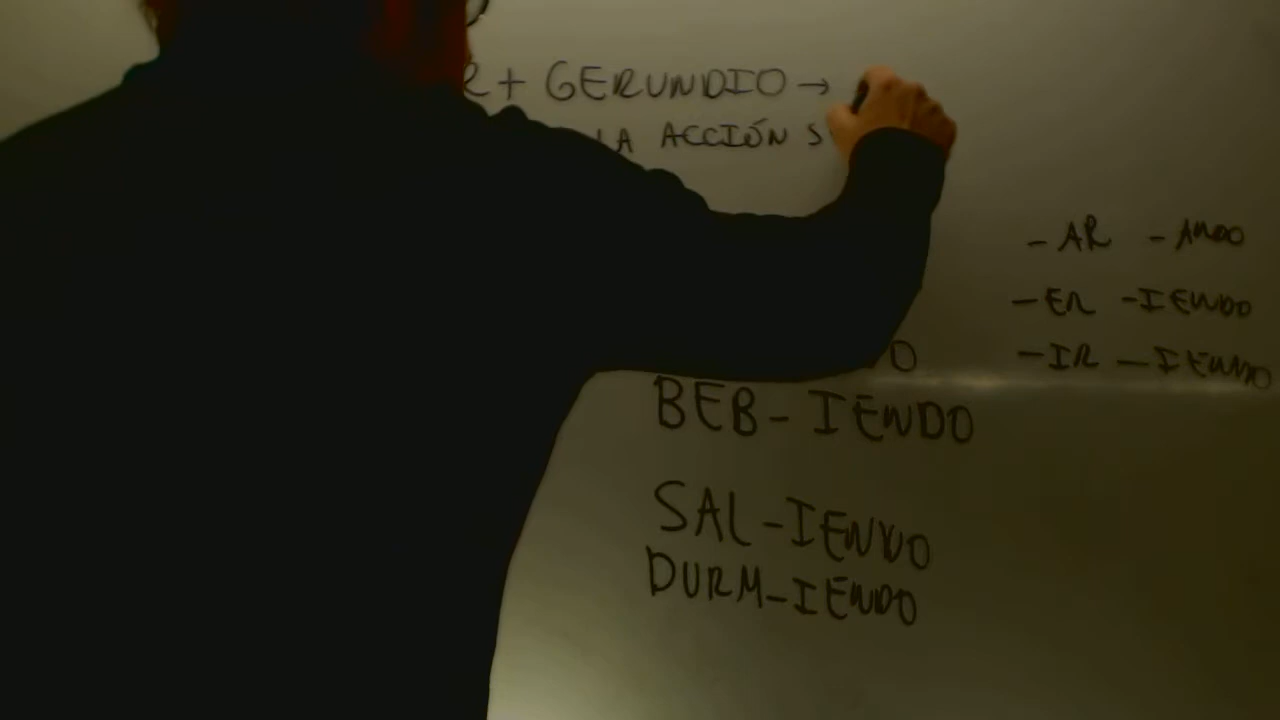 R + GERUNDIO →
LA ACCIÓN S
- AR - ANDO
- ER - IENDO
- IR - IENDO
O
BEB - IENDO
SAL - IENDO
DURM - IENDO